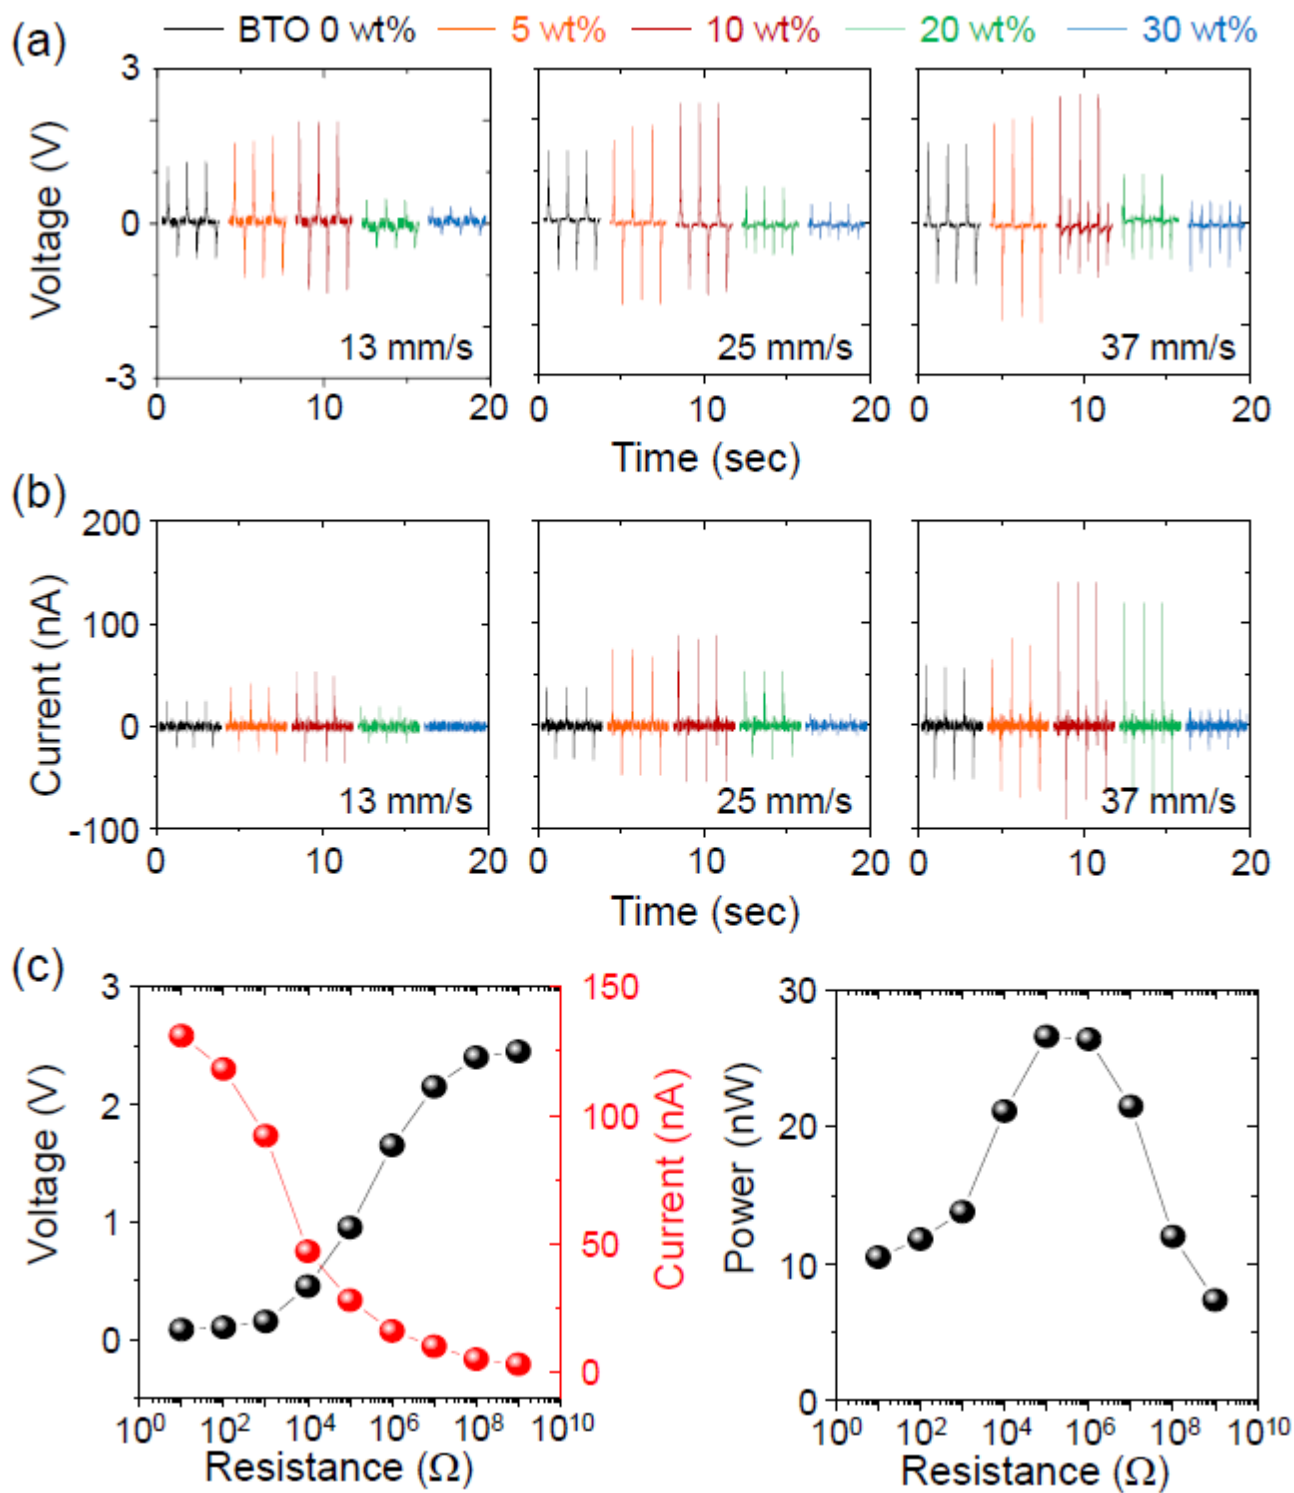 (a)
BTO 0 wt% 5 wt% 10 wt% 20 wt% 30 wt%
Voltage (V)
3
0
-3
13 mm/s 25 mm/s 37 mm/s
0 10 20 0 10 20 0 10 20
Time (sec)
(b)
Current (nA)
200
100
0
-100
13 mm/s 25 mm/s 37 mm/s
0 10 20 0 10 20 0 10 20
Time (sec)
(c)
Voltage (V)
3
2
1
0
150
100
50
0
Current (nA)
10⁰ 10² 10⁴ 10⁶ 10⁸ 10¹⁰
Resistance (Ω)
Power (nW)
30
20
10
0
10⁰ 10² 10⁴ 10⁶ 10⁸ 10¹⁰
Resistance (Ω)